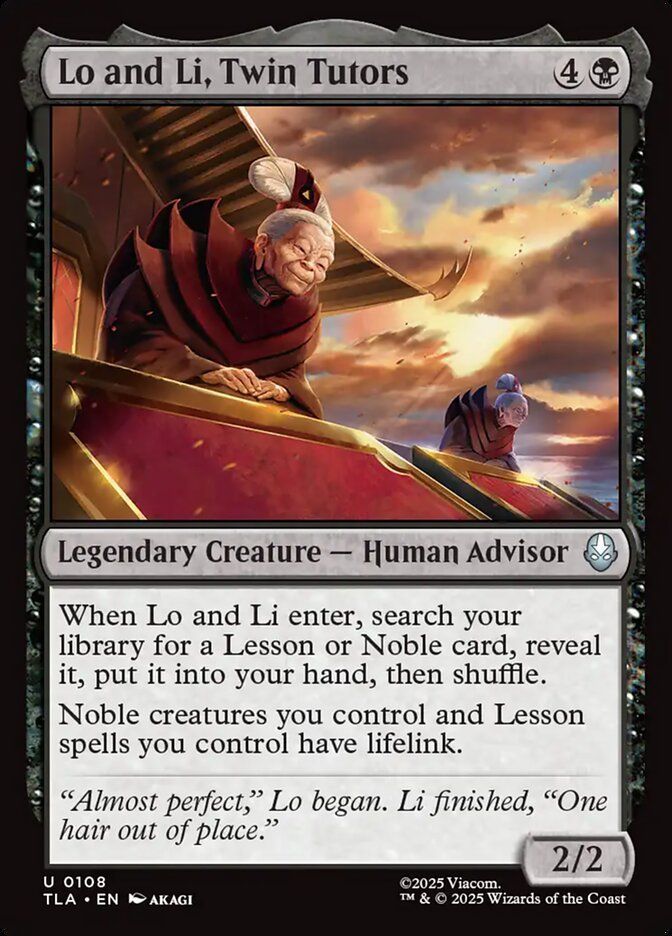 Lo and Li, Twin Tutors 4
Legendary Creature — Human Advisor
When Lo and Li enter, search your
library for a Lesson or Noble card, reveal
it, put it into your hand, then shuffle.
Noble creatures you control and Lesson
spells you control have lifelink.
“Almost perfect,” Lo began. Li finished, “One
hair out of place.”
2/2
U 0108
TLA • EN AKAGI
©2025 Viacom.
™ & © 2025 Wizards of the Coast